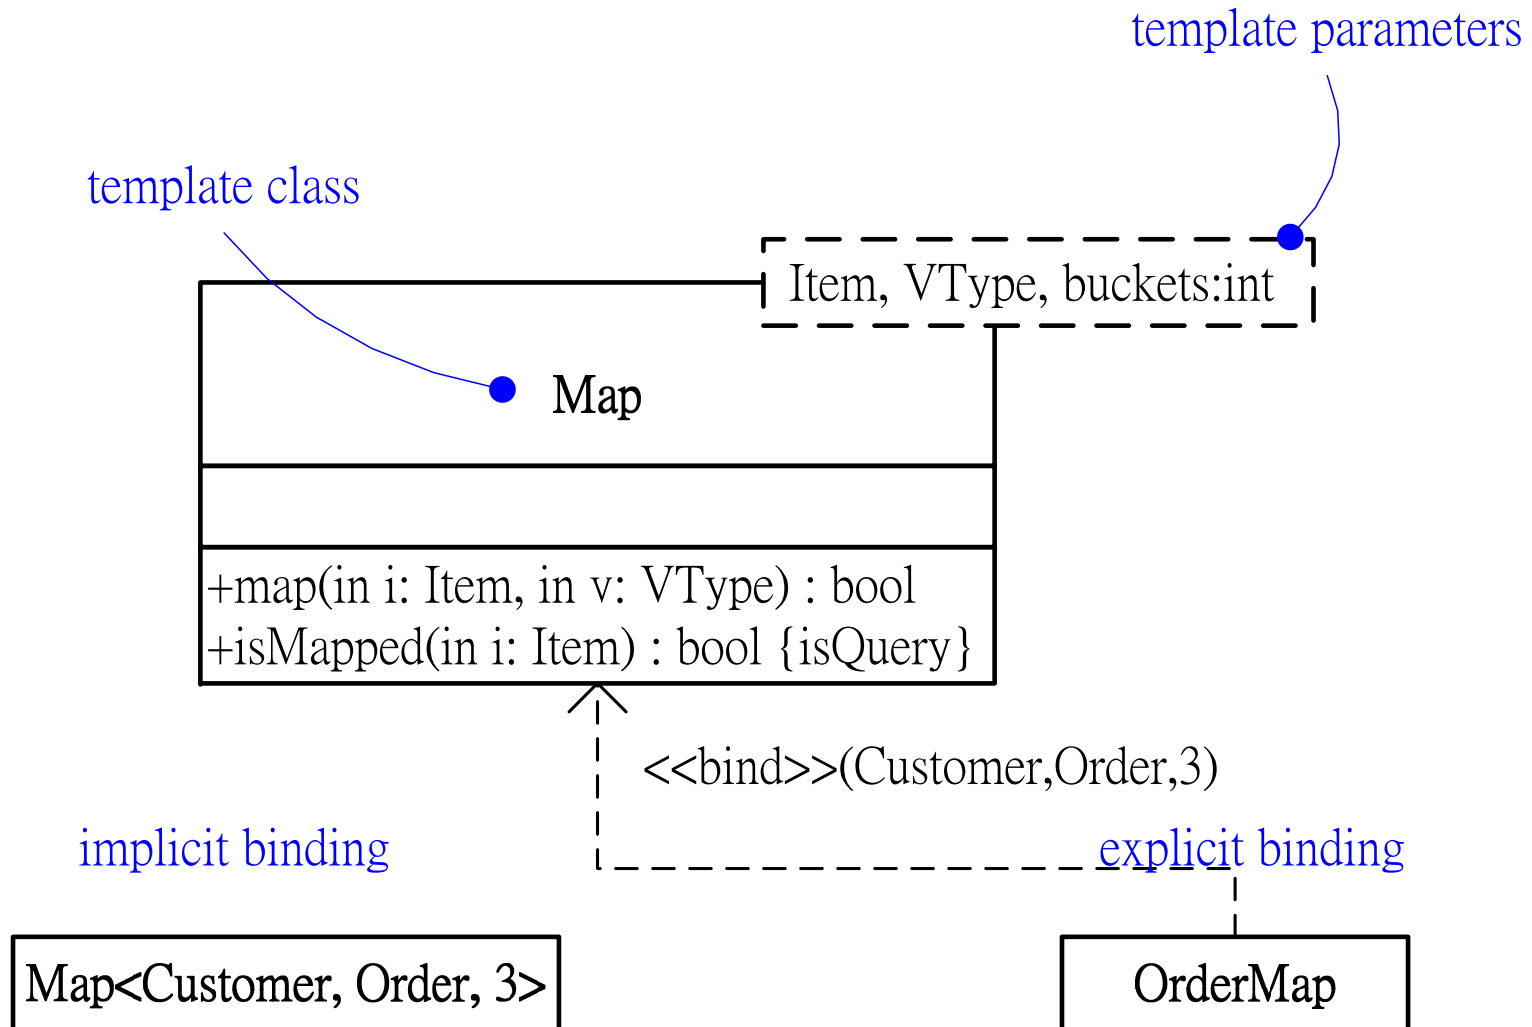 template parameters
template class
Item, VType, buckets:int
Map
+map(in i: Item, in v: VType) : bool
+isMapped(in i: Item) : bool {isQuery}
<<bind>>(Customer,Order,3)
implicit binding
explicit binding
Map<Customer, Order, 3>
OrderMap